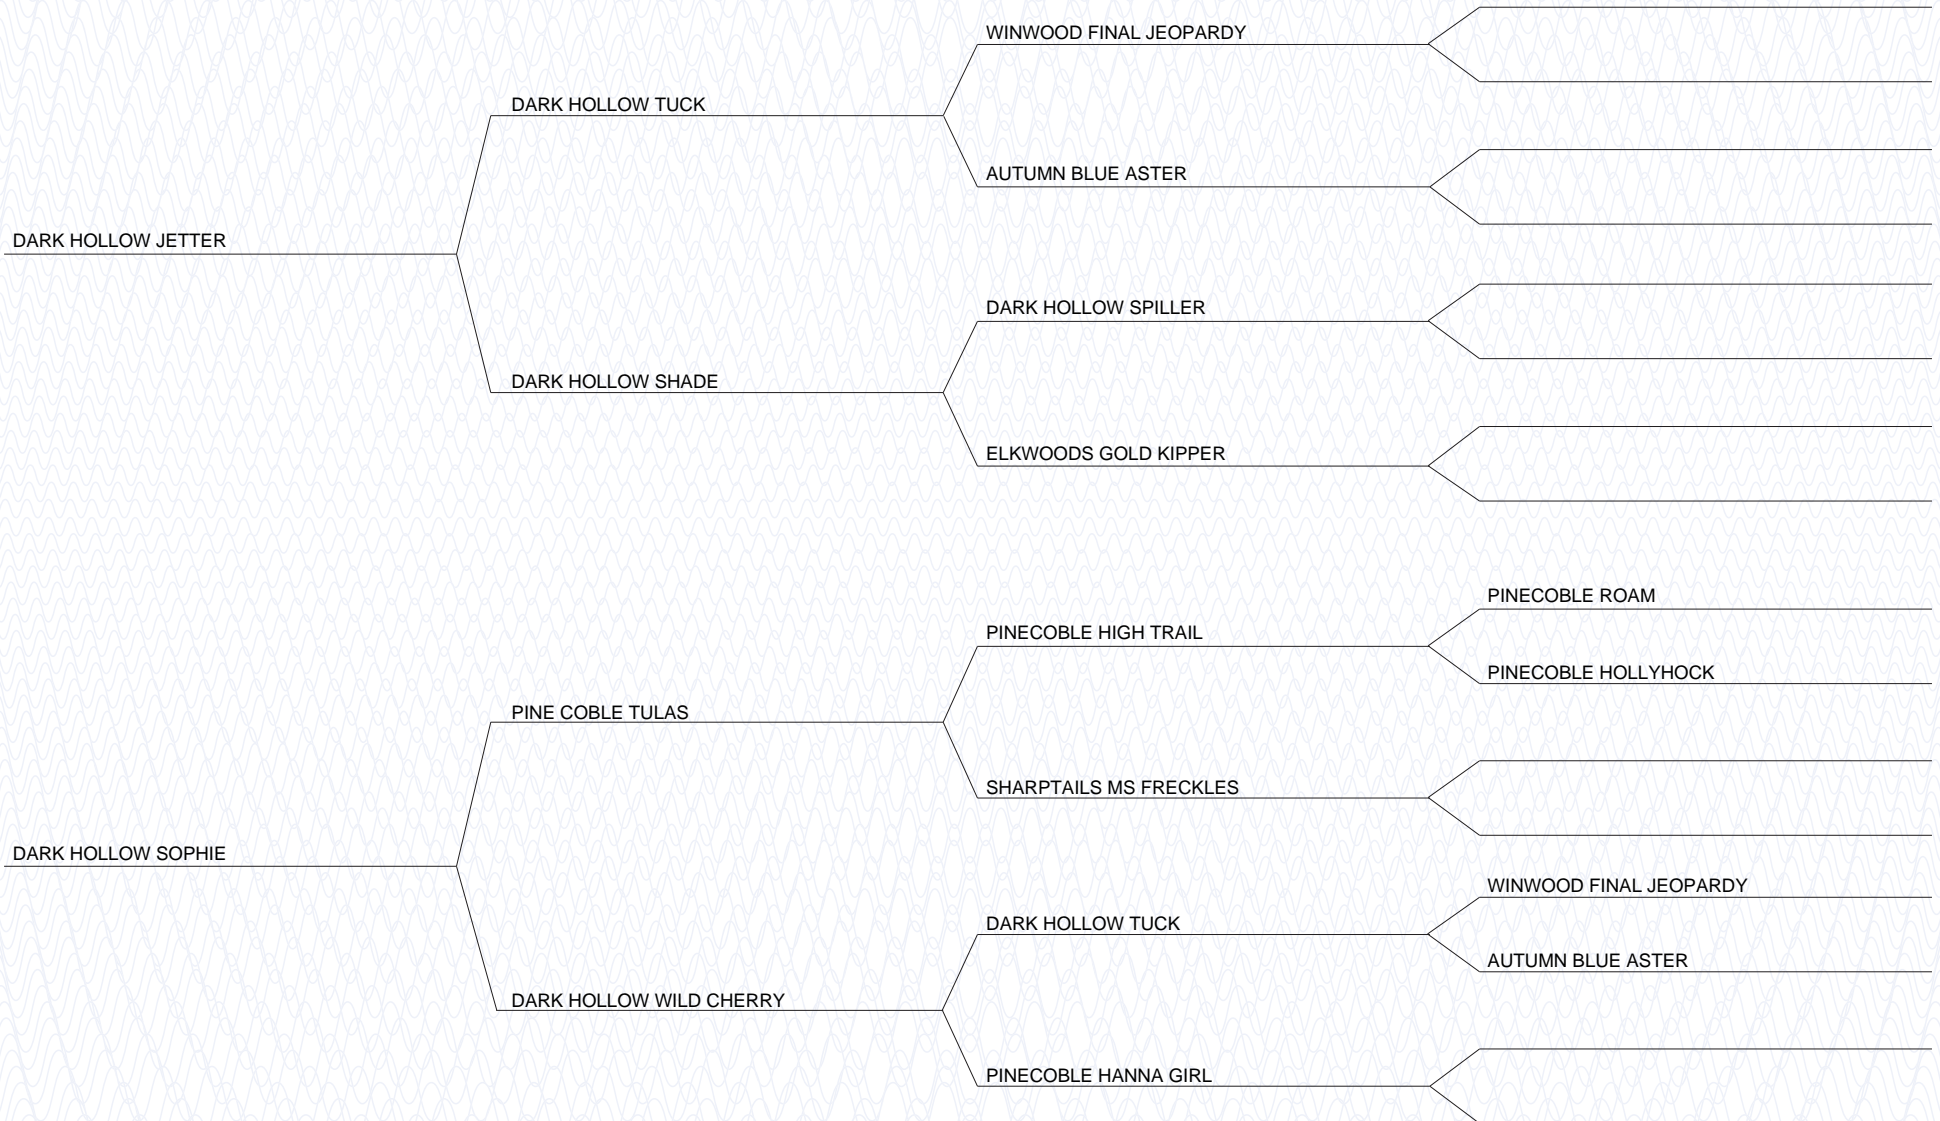 WINWOOD FINAL JEOPARDY
DARK HOLLOW TUCK
AUTUMN BLUE ASTER
DARK HOLLOW JETTER
DARK HOLLOW SPILLER
DARK HOLLOW SHADE
ELKWOODS GOLD KIPPER
PINECOBLE ROAM
PINECOBLE HIGH TRAIL
PINECOBLE HOLLYHOCK
PINE COBLE TULAS
SHARPTAILS MS FRECKLES
DARK HOLLOW SOPHIE
WINWOOD FINAL JEOPARDY
DARK HOLLOW TUCK
AUTUMN BLUE ASTER
DARK HOLLOW WILD CHERRY
PINECOBLE HANNA GIRL